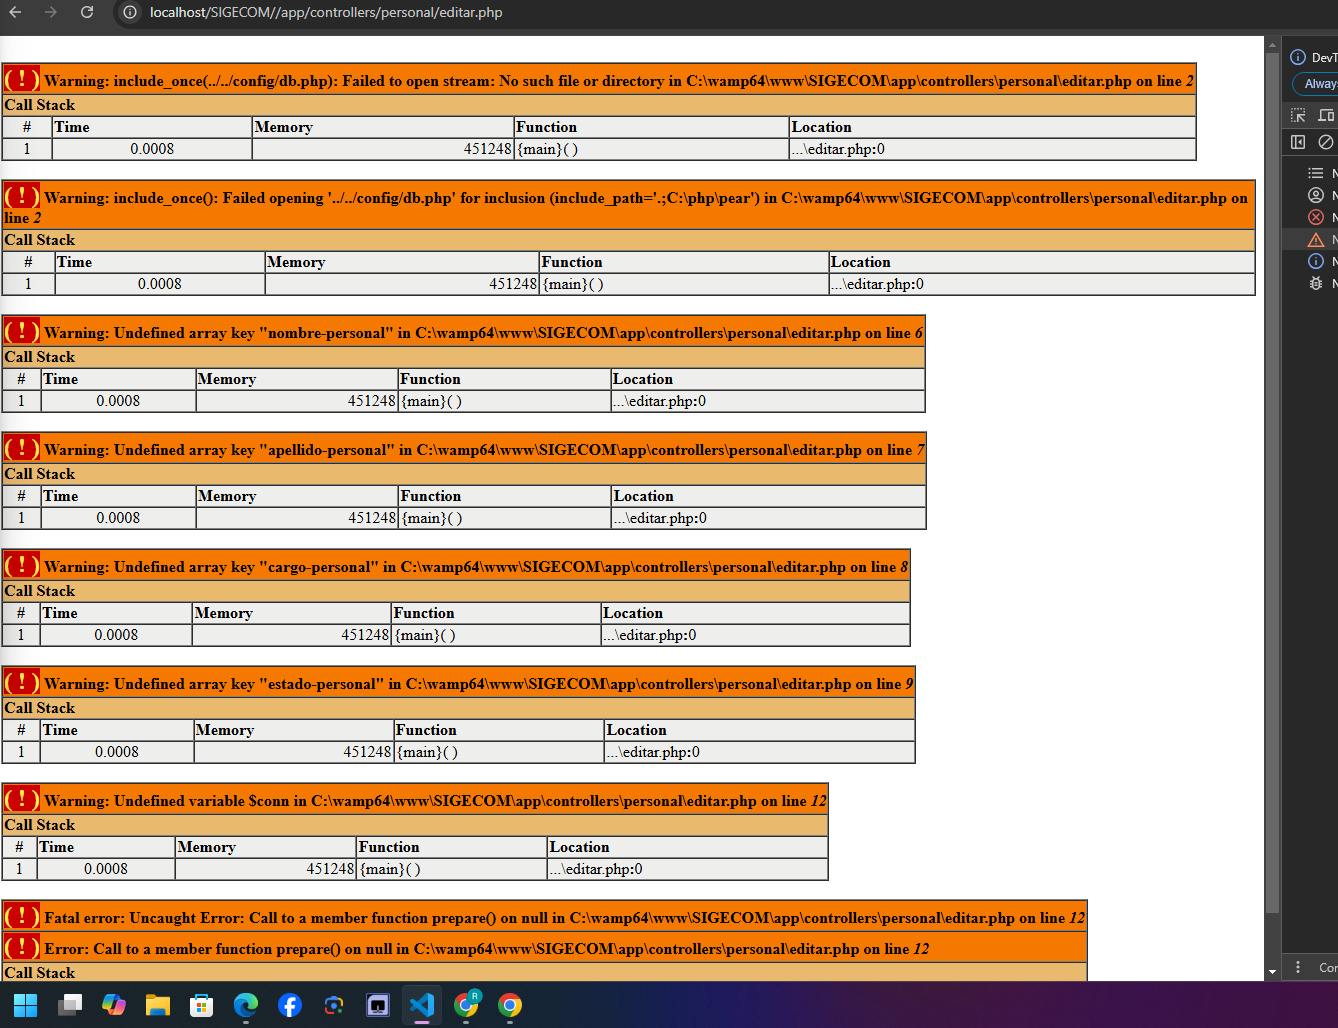 localhost/SIGECOM//app/controllers/personal/editar.php
DevT
Always
( ! ) Warning: include_once(../../config/db.php): Failed to open stream: No such file or directory in C:\wamp64\www\SIGECOM\app\controllers\personal\editar.php on line 2
Call Stack
# Time Memory Function Location
1 0.0008 451248 {main}( ) ...\editar.php:0
( ! ) Warning: include_once(): Failed opening '../../config/db.php' for inclusion (include_path='.;C:\php\pear') in C:\wamp64\www\SIGECOM\app\controllers\personal\editar.php on
line 2
Call Stack
# Time Memory Function Location
1 0.0008 451248 {main}( ) ...\editar.php:0
( ! ) Warning: Undefined array key "nombre-personal" in C:\wamp64\www\SIGECOM\app\controllers\personal\editar.php on line 6
Call Stack
# Time Memory Function Location
1 0.0008 451248 {main}( ) ...\editar.php:0
( ! ) Warning: Undefined array key "apellido-personal" in C:\wamp64\www\SIGECOM\app\controllers\personal\editar.php on line 7
Call Stack
# Time Memory Function Location
1 0.0008 451248 {main}( ) ...\editar.php:0
( ! ) Warning: Undefined array key "cargo-personal" in C:\wamp64\www\SIGECOM\app\controllers\personal\editar.php on line 8
Call Stack
# Time Memory Function Location
1 0.0008 451248 {main}( ) ...\editar.php:0
( ! ) Warning: Undefined array key "estado-personal" in C:\wamp64\www\SIGECOM\app\controllers\personal\editar.php on line 9
Call Stack
# Time Memory Function Location
1 0.0008 451248 {main}( ) ...\editar.php:0
( ! ) Warning: Undefined variable $conn in C:\wamp64\www\SIGECOM\app\controllers\personal\editar.php on line 12
Call Stack
# Time Memory Function Location
1 0.0008 451248 {main}( ) ...\editar.php:0
( ! ) Fatal error: Uncaught Error: Call to a member function prepare() on null in C:\wamp64\www\SIGECOM\app\controllers\personal\editar.php on line 12
( ! ) Error: Call to a member function prepare() on null in C:\wamp64\www\SIGECOM\app\controllers\personal\editar.php on line 12
Call Stack
N
N
N
N
N
N
Cor
R